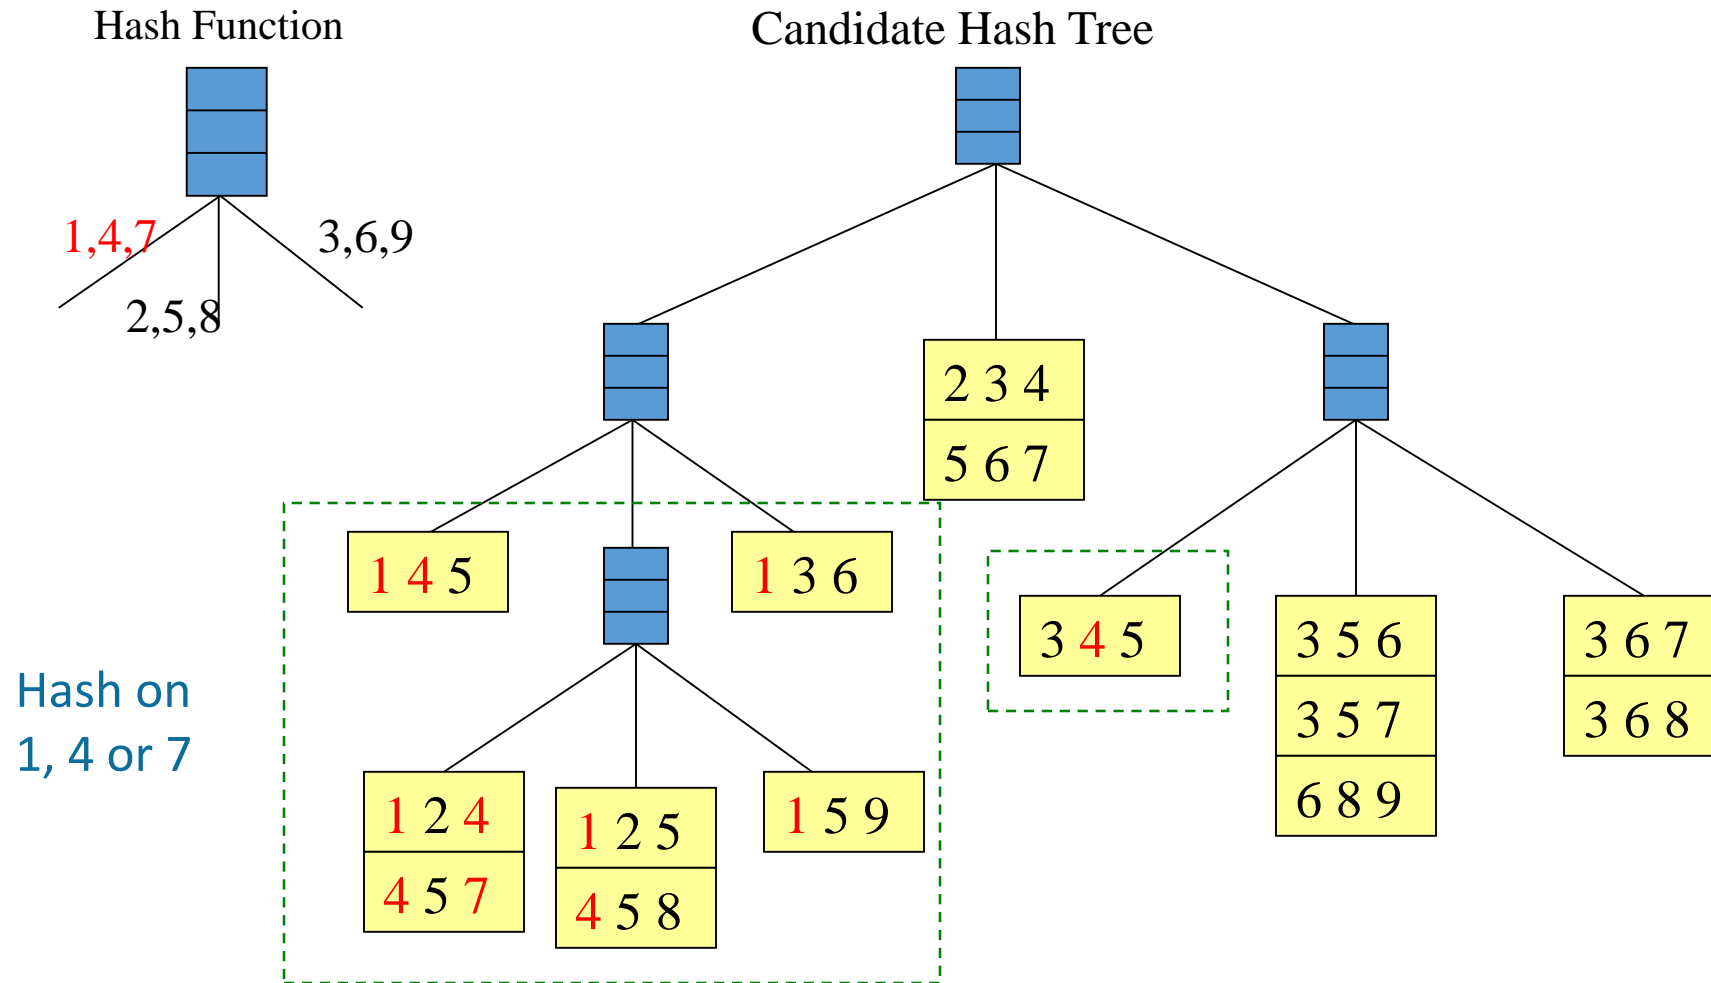 Hash Function
Candidate Hash Tree
1,4,7
3,6,9
2,5,8
2 3 4
5 6 7
1 4 5
1 3 6
3 4 5
3 5 6
3 6 7
3 5 7
3 6 8
6 8 9
Hash on
1, 4 or 7
1 2 4
1 2 5
1 5 9
4 5 7
4 5 8